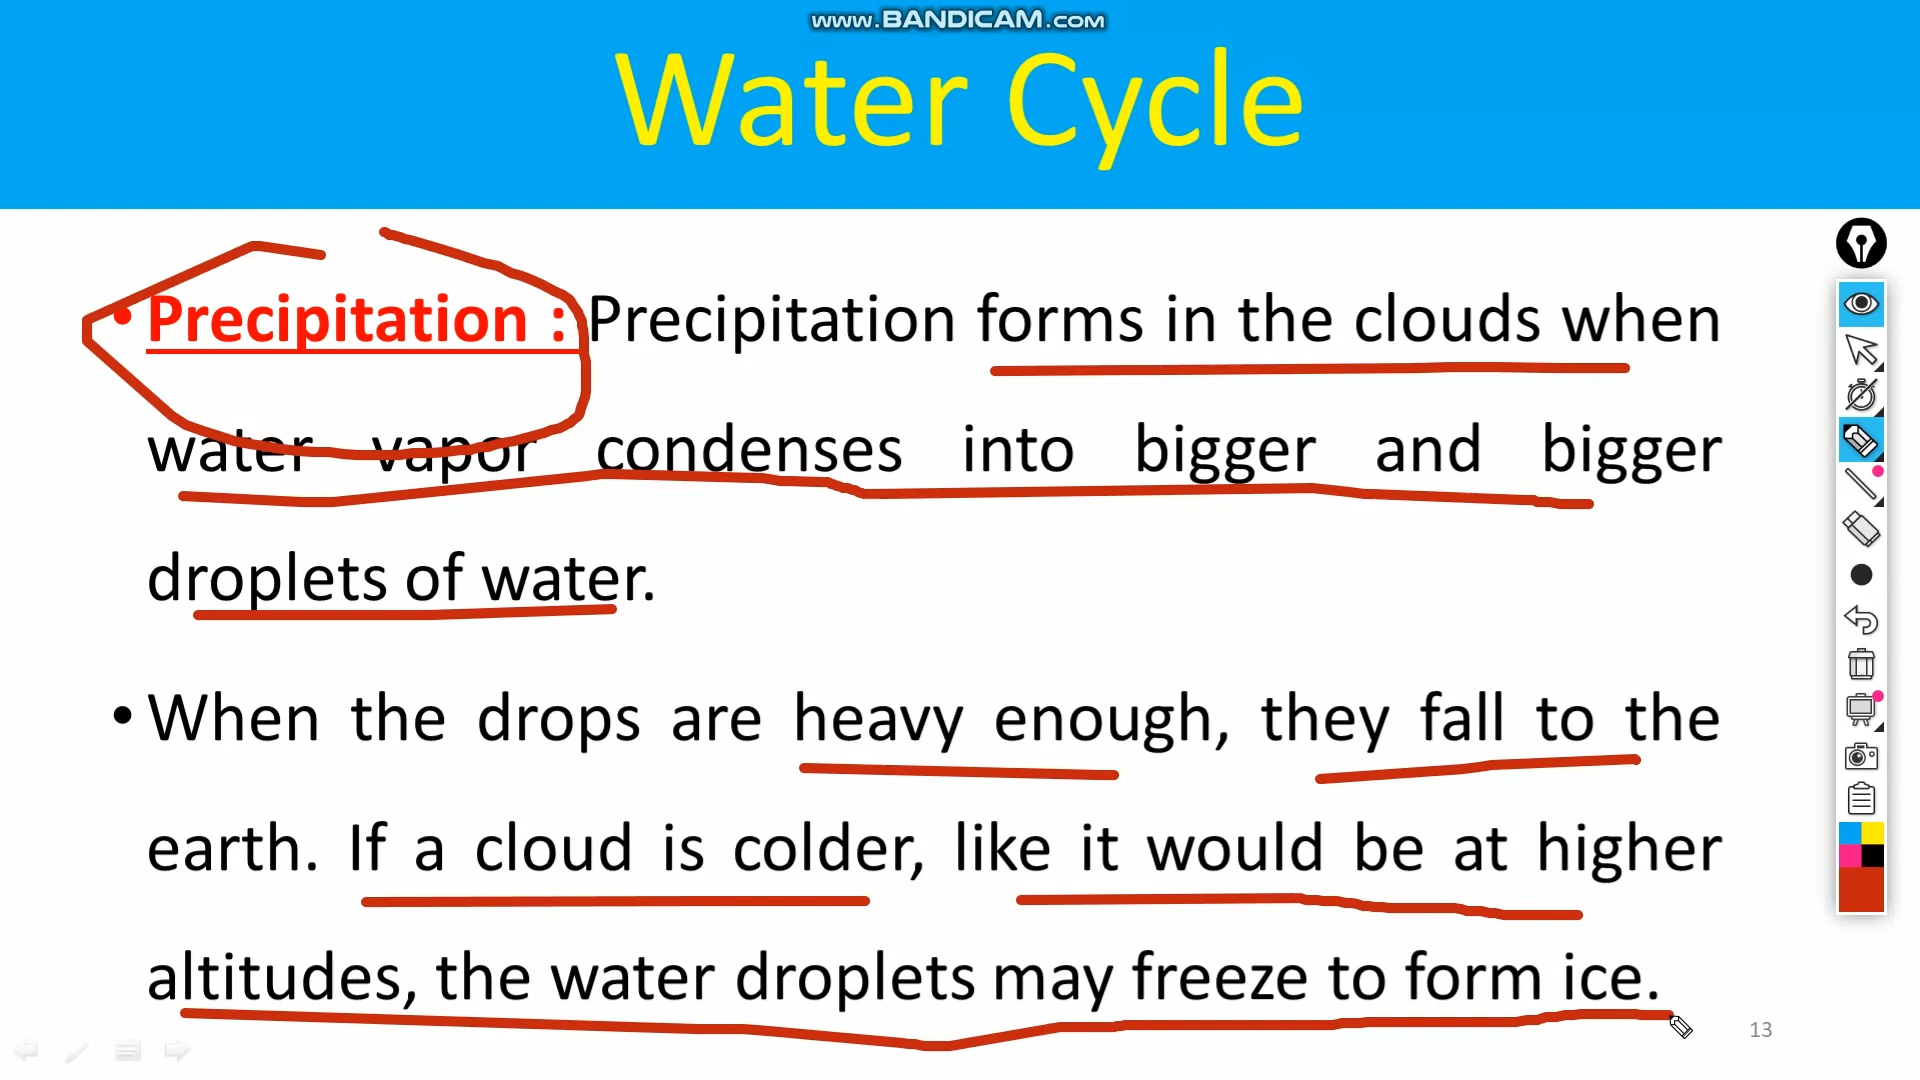 www.BANDICAM.com
Water Cycle
• Precipitation : Precipitation forms in the clouds when
water vapor condenses into bigger and bigger
droplets of water.
• When the drops are heavy enough, they fall to the
earth. If a cloud is colder, like it would be at higher
altitudes, the water droplets may freeze to form ice.
13